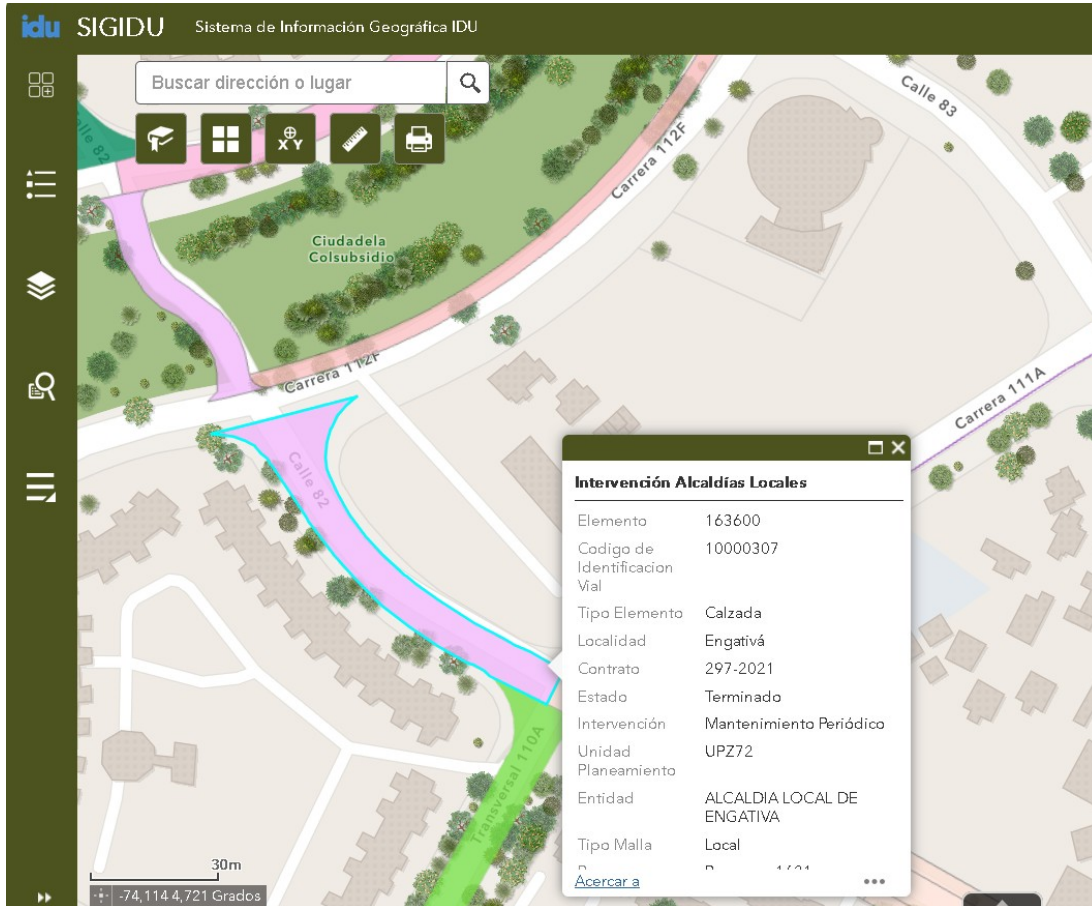 idu SIGIDU Sistema de Información Geográfica IDU
Buscar dirección o lugar
X Y
Calle 82
Calle 83
Carrera 112F
Ciudadela
Colsubsidio
Carrera 112F
Carrera 111A
Calle 82
Transversal 110A
Intervención Alcaldías Locales
Elemento 163600
Codigo de 10000307
Identificacion
Vial
Tipo Elemento Calzada
Localidad Engativá
Contrato 297-2021
Estado Terminado
Intervención Mantenimiento Periódico
Unidad UPZ72
Planeamiento
Entidad ALCALDIA LOCAL DE
ENGATIVA
Tipo Malla Local
Acercar a
30m
-74,114 4,721 Grados